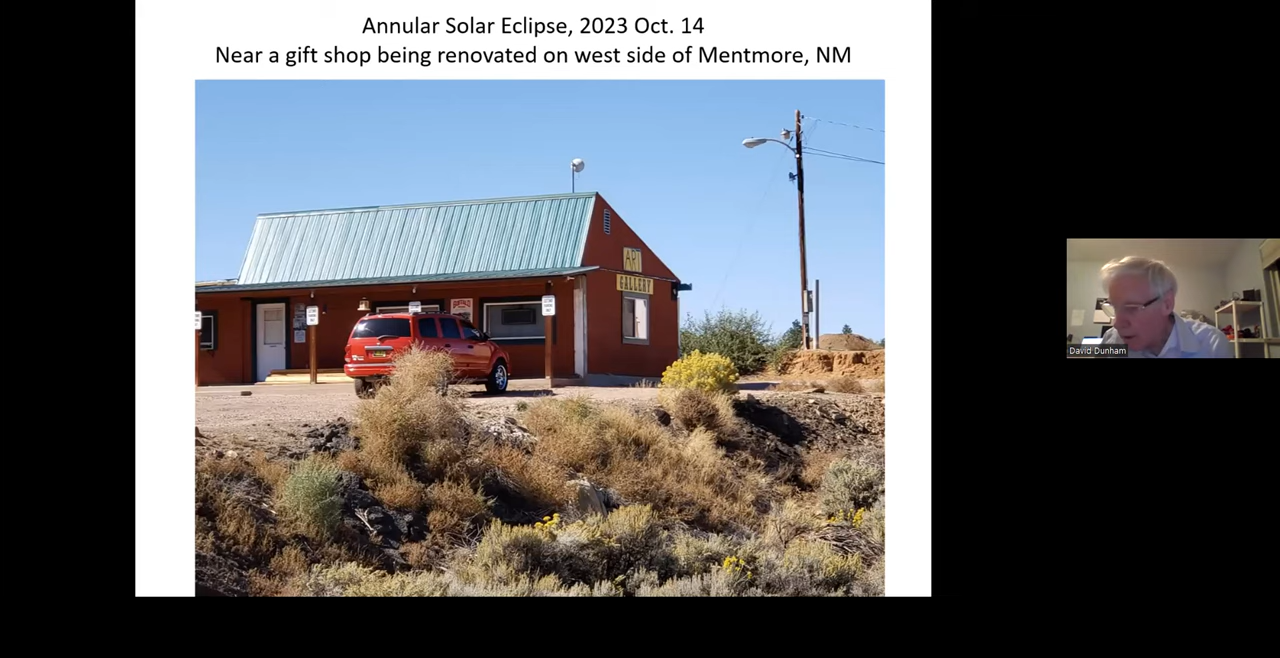 Annular Solar Eclipse, 2023 Oct. 14
Near a gift shop being renovated on west side of Mentmore, NM
ART
GALLERY
David Dunham